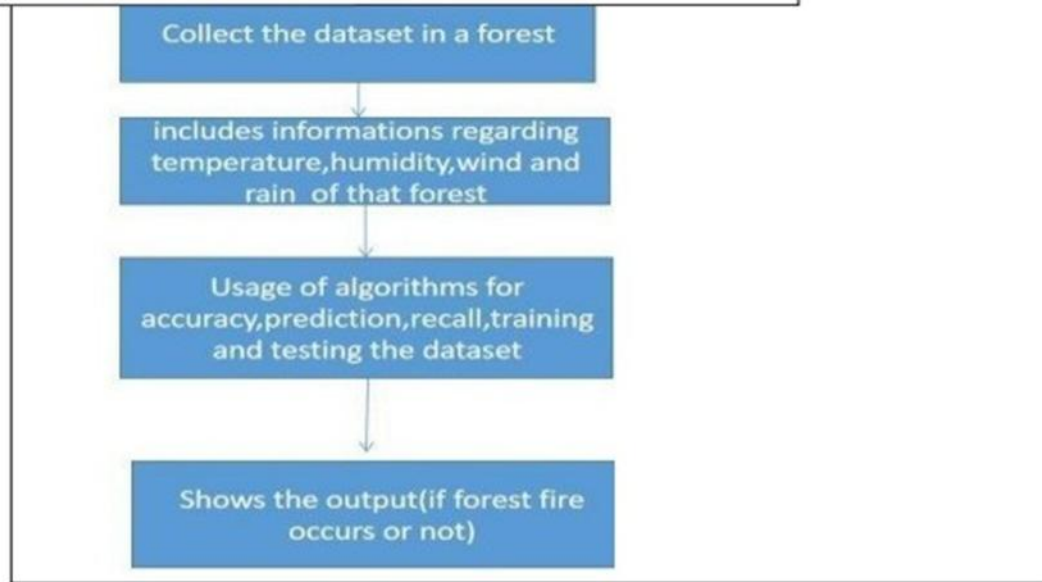 Collect the dataset in a forest
includes informations regarding
temperature,humidity,wind and
rain of that forest
Usage of algorithms for
accuracy,prediction,recall,training
and testing the dataset
Shows the output(if forest fire
occurs or not)